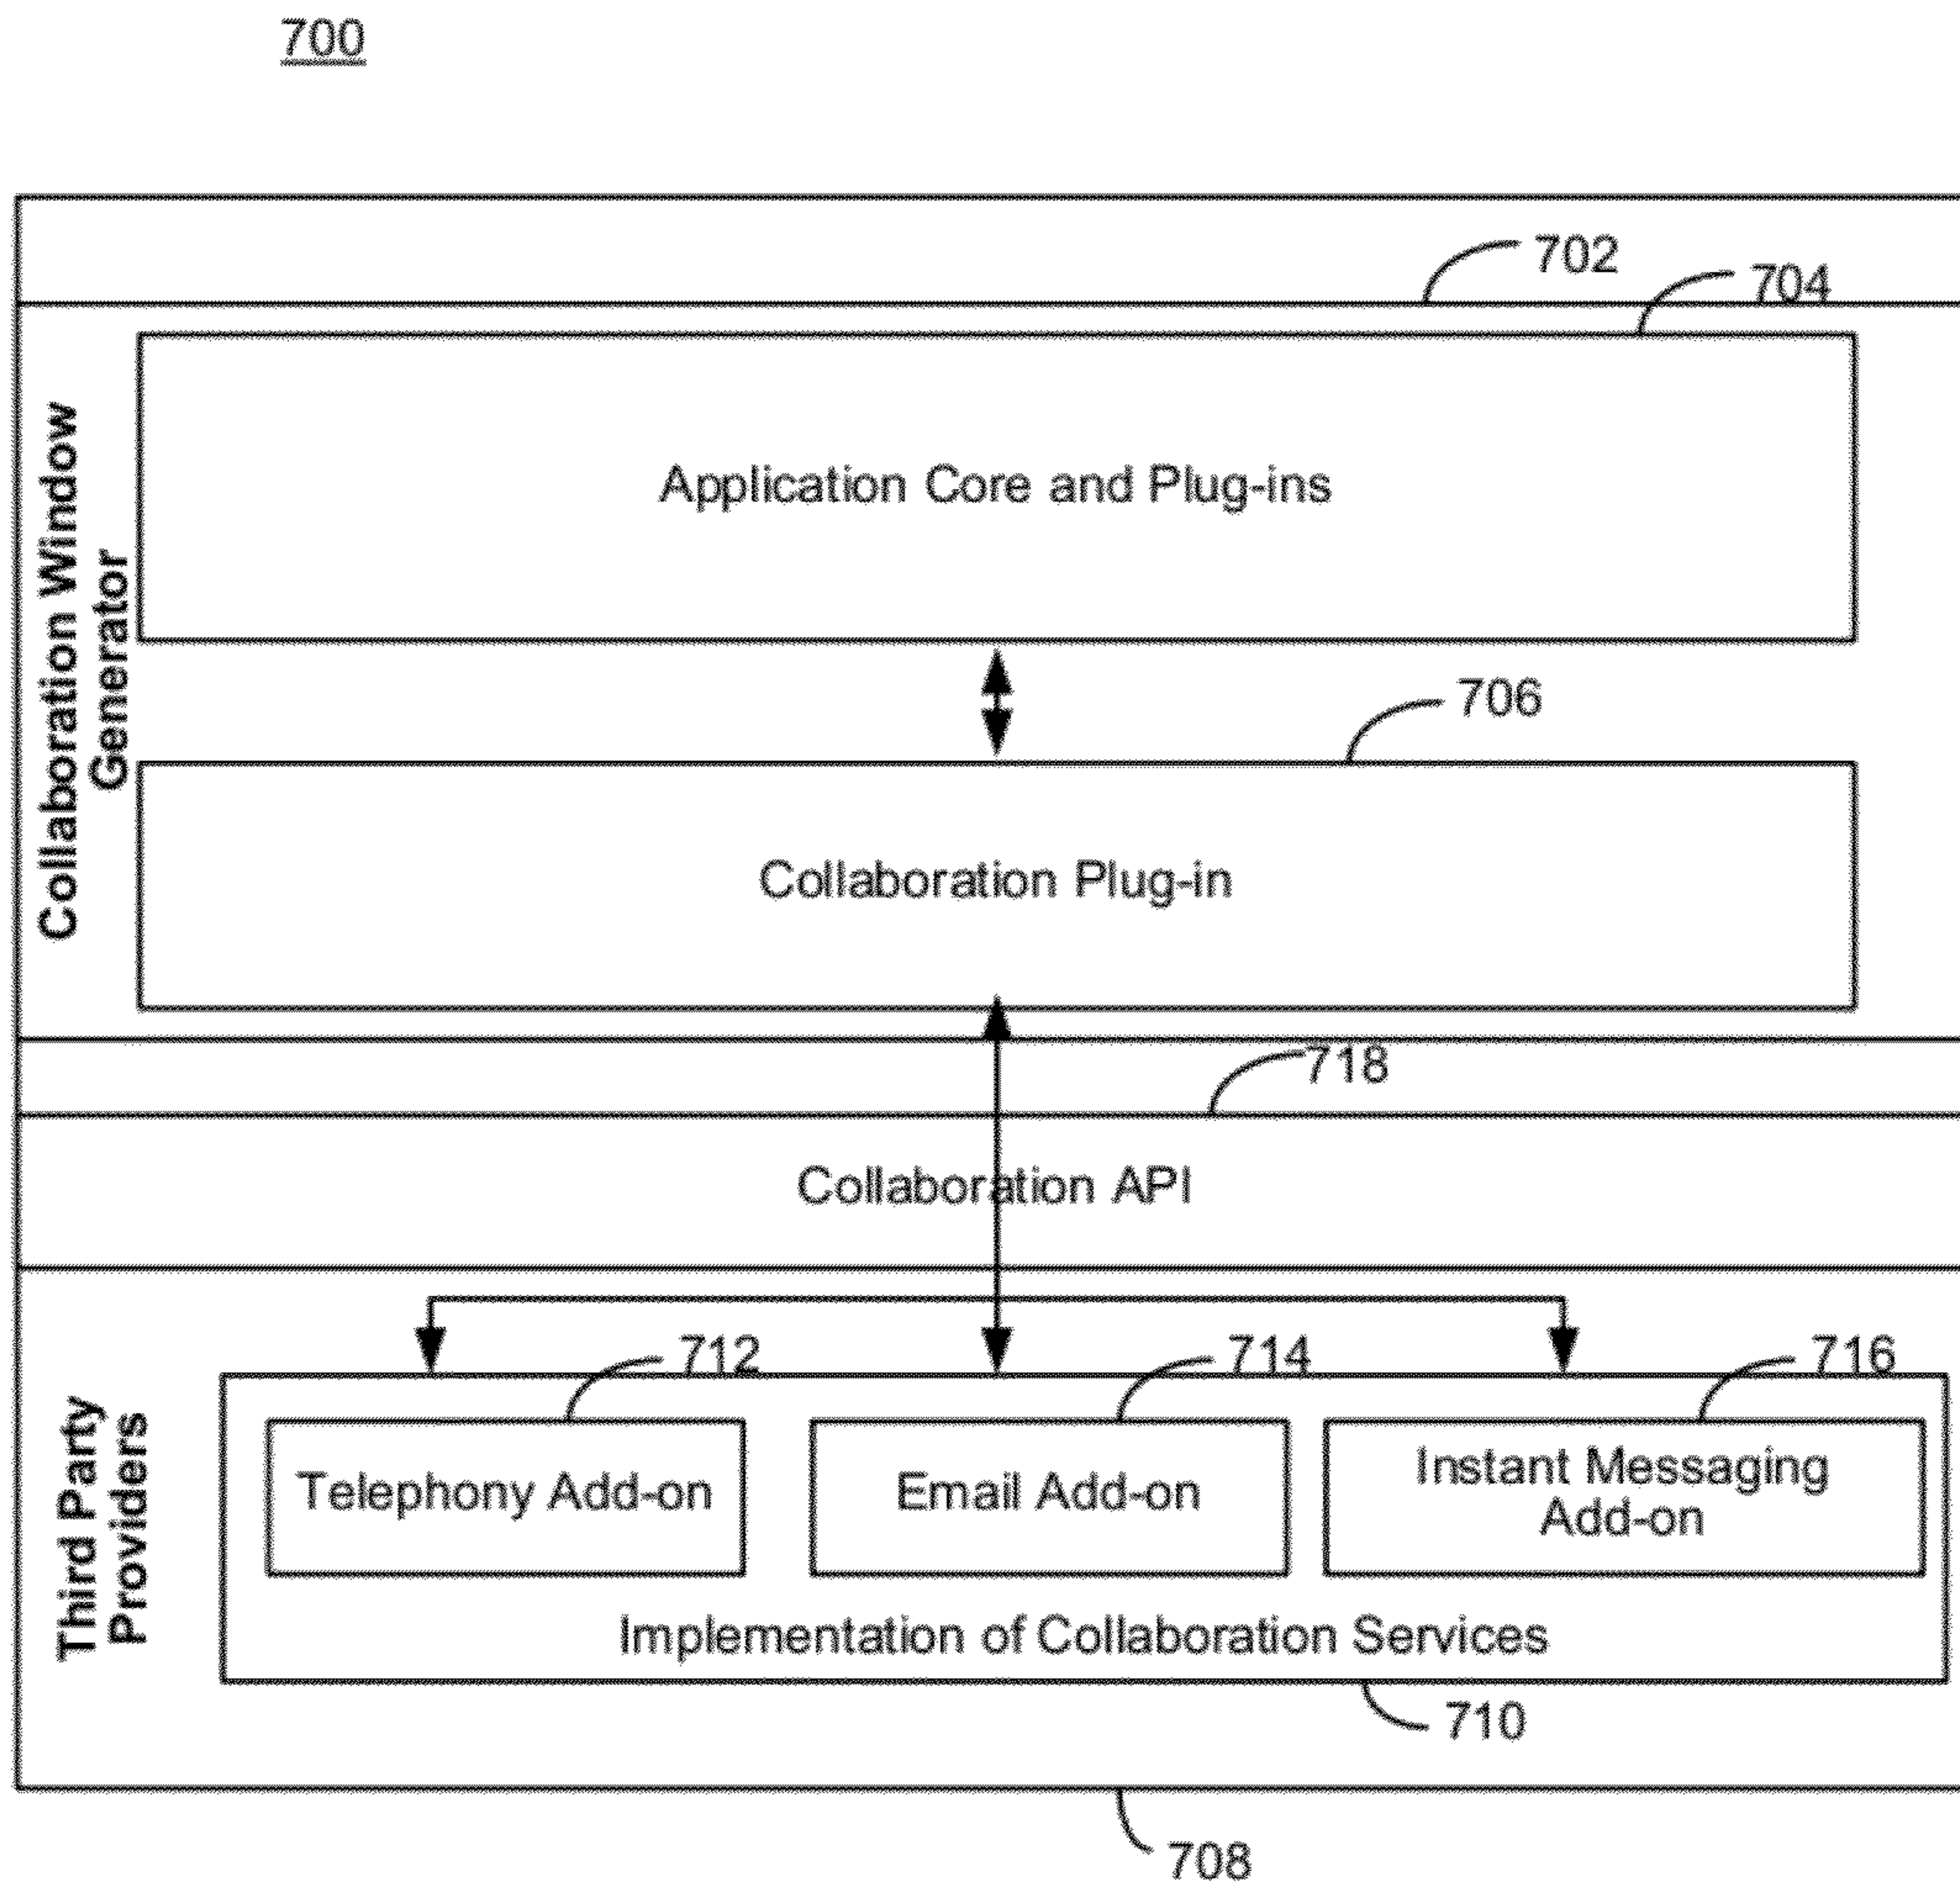 700
702
704
Collaboration Window
Generator
Application Core and Plug-ins
706
Collaboration Plug-in
718
Collaboration API
712
714
716
Third Party
Providers
Telephony Add-on
Email Add-on
Instant Messaging
Add-on
Implementation of Collaboration Services
710
708